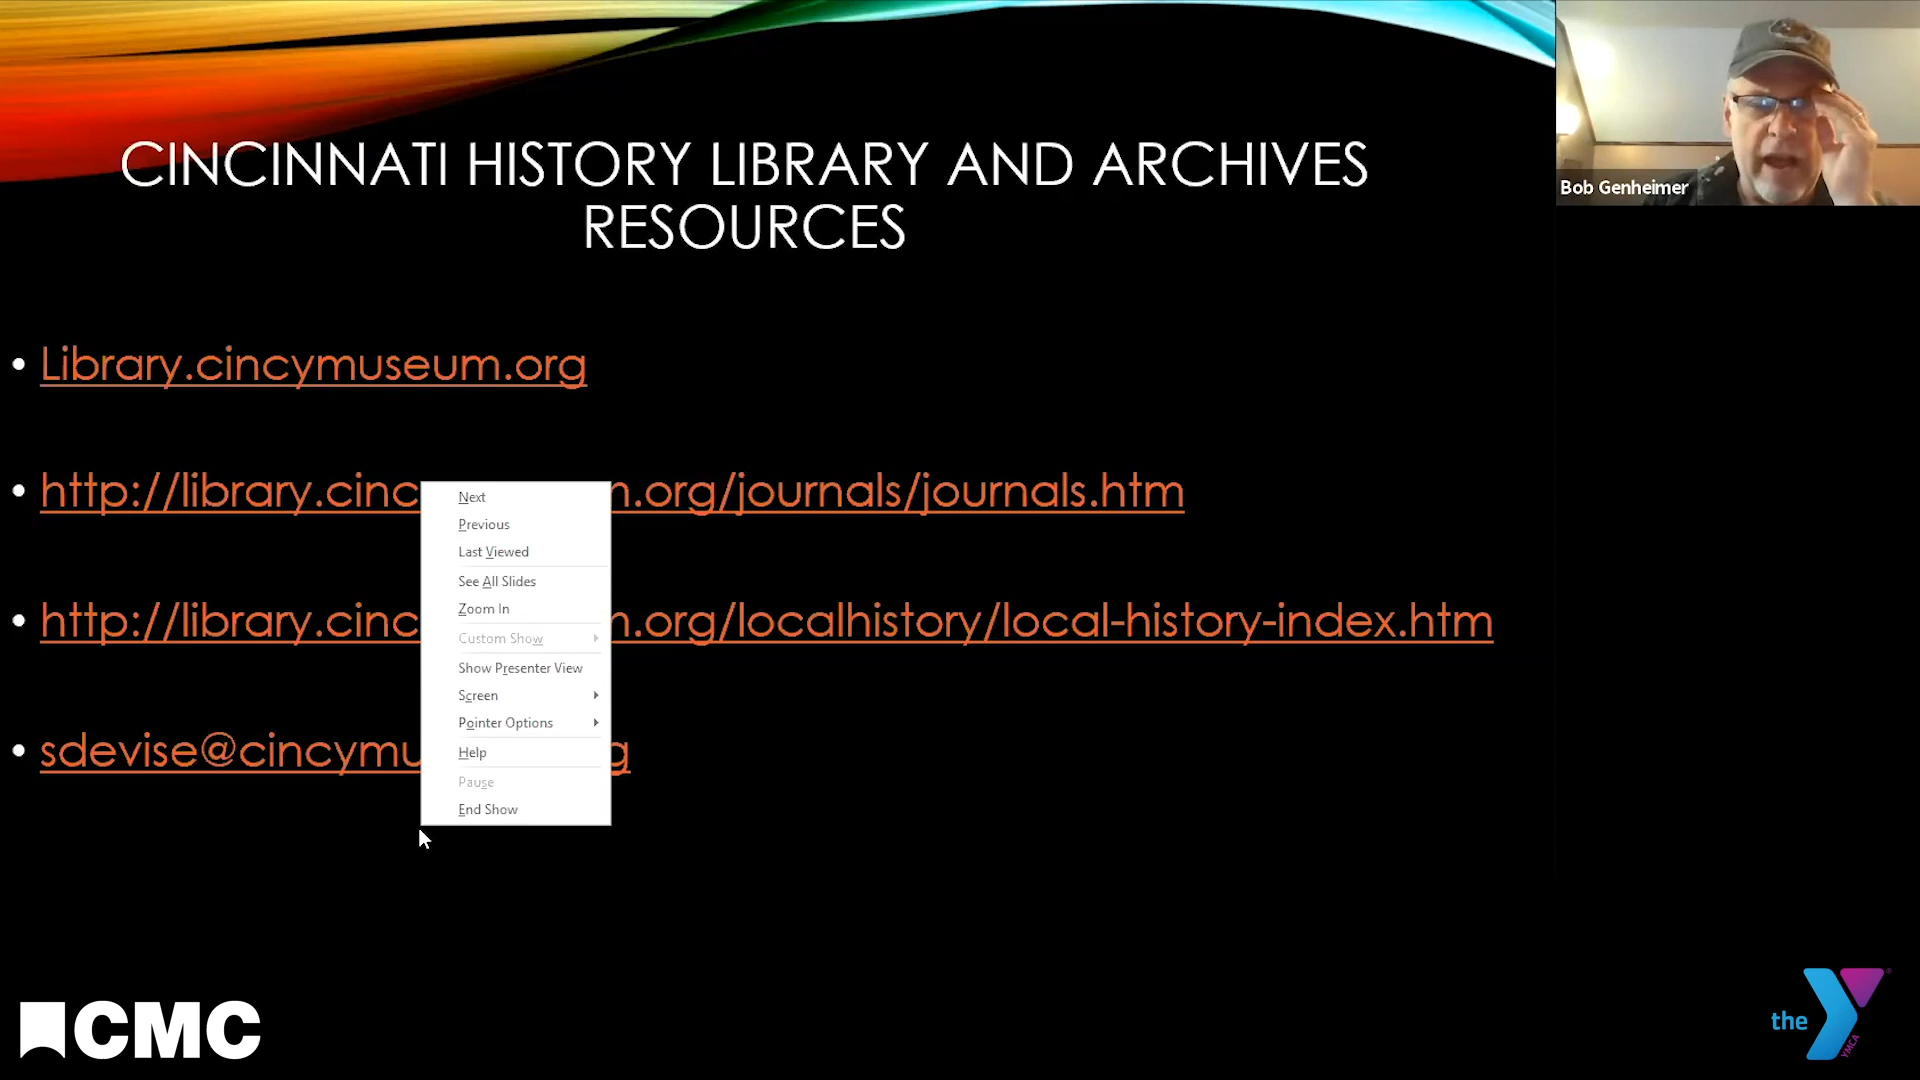 CINCINNATI HISTORY LIBRARY AND ARCHIVES
RESOURCES
Bob Genheimer
• Library.cincymuseum.org
• http://library.cinc n.org/journals/journals.htm
• http://library.cinc n.org/localhistory/local-history-index.htm
• sdevise@cincymu g
Next
Previous
Last Viewed
See All Slides
Zoom In
Custom Show
Show Presenter View
Screen
Pointer Options
Help
Pause
End Show
CMC
the Y
YMCA